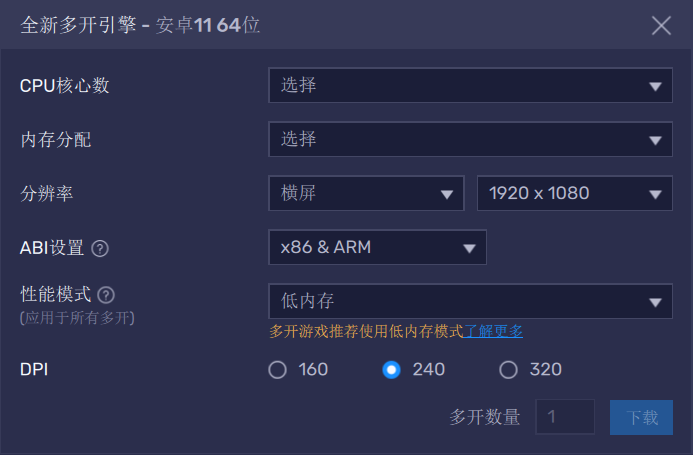 全新多开引擎 - 安卓11 64位
CPU核心数 选择
内存分配 选择
分辨率 横屏 1920 x 1080
ABI设置 ? x86 & ARM
性能模式 ? 低内存
(应用于所有多开)
多开游戏推荐使用低内存模式了解更多
DPI 160 240 320
多开数量 1 下载